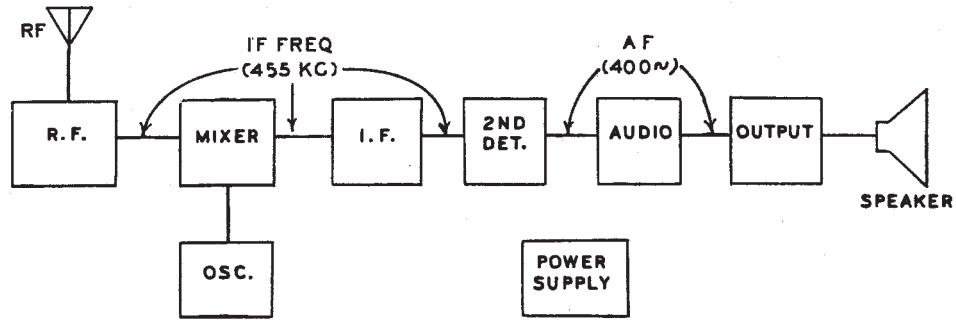 RF
IF FREQ
(455 KC)
AF
(400~)
R.F.
MIXER
I.F.
2ND
DET.
AUDIO
OUTPUT
SPEAKER
OSC.
POWER
SUPPLY